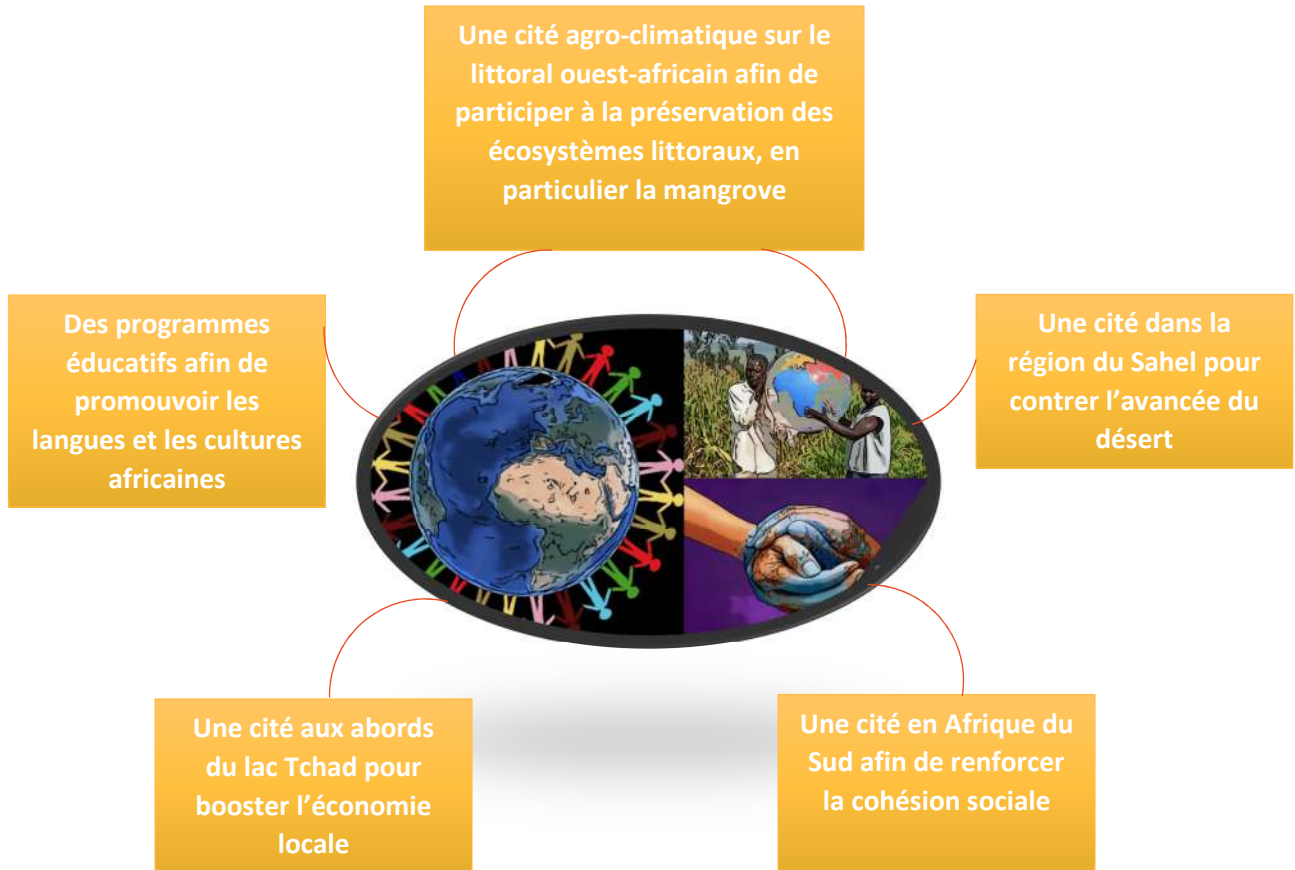 Une cité agro-climatique sur le
littoral ouest-africain afin de
participer à la préservation des
écosystèmes littoraux, en
particulier la mangrove
Des programmes
éducatifs afin de
promouvoir les
langues et les cultures
africaines
Une cité dans la
région du Sahel pour
contrer l’avancée du
désert
Une cité aux abords
du lac Tchad pour
booster l’économie
locale
Une cité en Afrique du
Sud afin de renforcer
la cohésion sociale